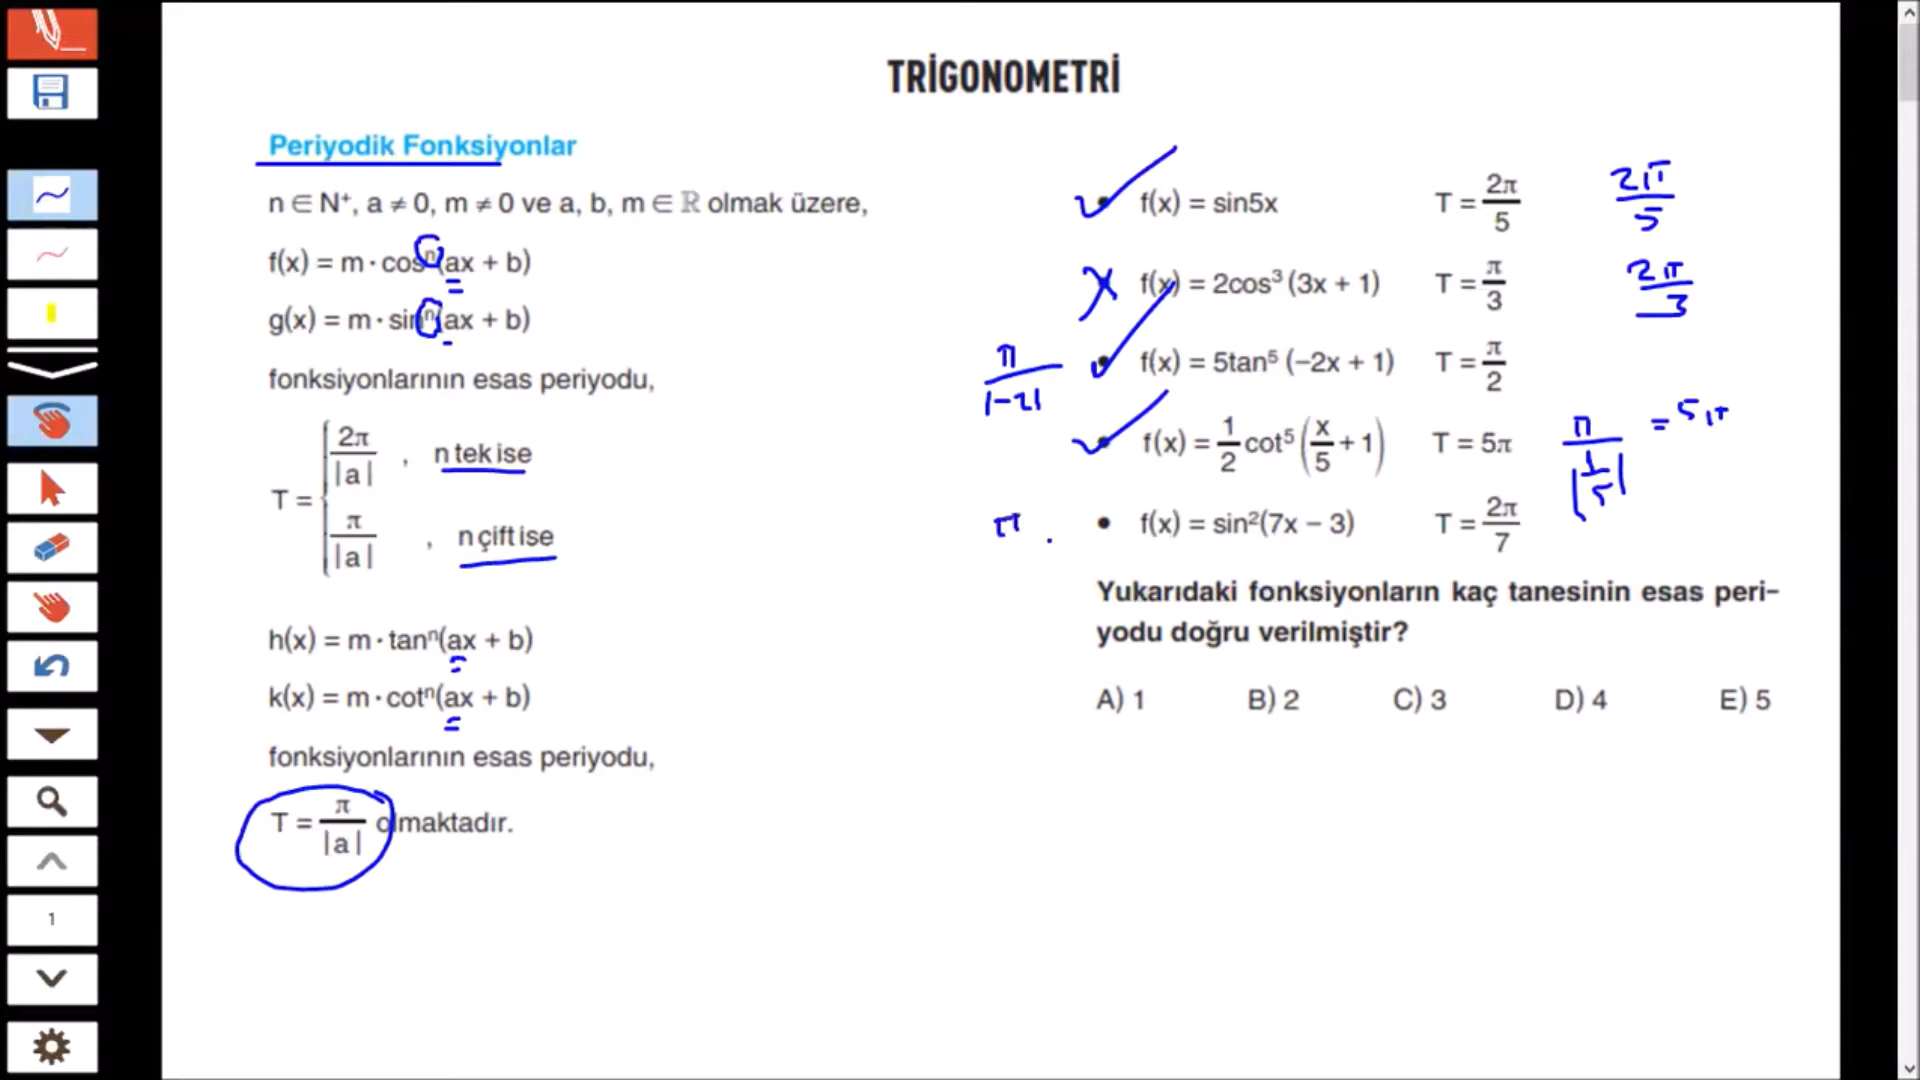 TRİGONOMETRİ
Periyodik Fonksiyonlar
n ∈ N⁺, a ≠ 0, m ≠ 0 ve a, b, m ∈ ℝ olmak üzere,
f(x) = m · cosⁿ(ax + b)
g(x) = m · sinⁿ(ax + b)
fonksiyonlarının esas periyodu,
T = { 2π/|a| , n tek ise
π/|a| , n çift ise
h(x) = m · tanⁿ(ax + b)
k(x) = m · cotⁿ(ax + b)
fonksiyonlarının esas periyodu,
T = π/|a| olmaktadır.
• f(x) = sin5x T = 2π/5 2π/5
• f(x) = 2cos³ (3x + 1) T = π/3 2π/3
π/|-2| • f(x) = 5tan⁵ (–2x + 1) T = π/2
• f(x) = 1/2 cot⁵ (x/5 + 1) T = 5π π/|1/5| = 5π
π • f(x) = sin²(7x – 3) T = 2π/7
Yukarıdaki fonksiyonların kaç tanesinin esas peri-
yodu doğru verilmiştir?
A) 1 B) 2 C) 3 D) 4 E) 5
1